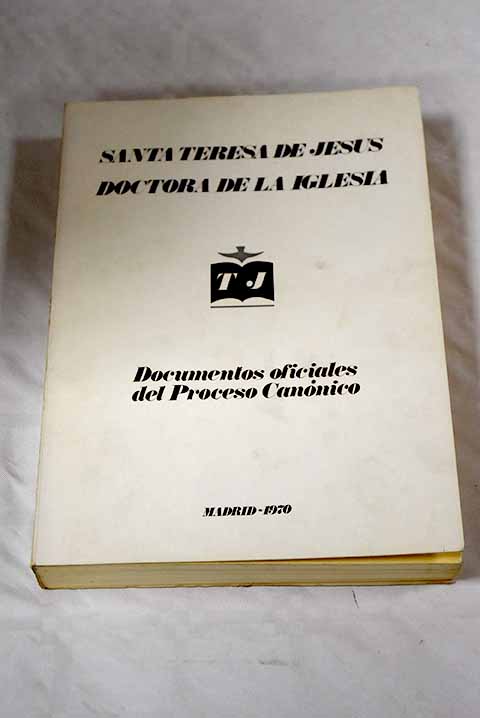 SANTA TERESA DE JESUS
DOCTORA DE LA IGLESIA
T J
Documentos oficiales
del Proceso Canónico
MADRID-1970